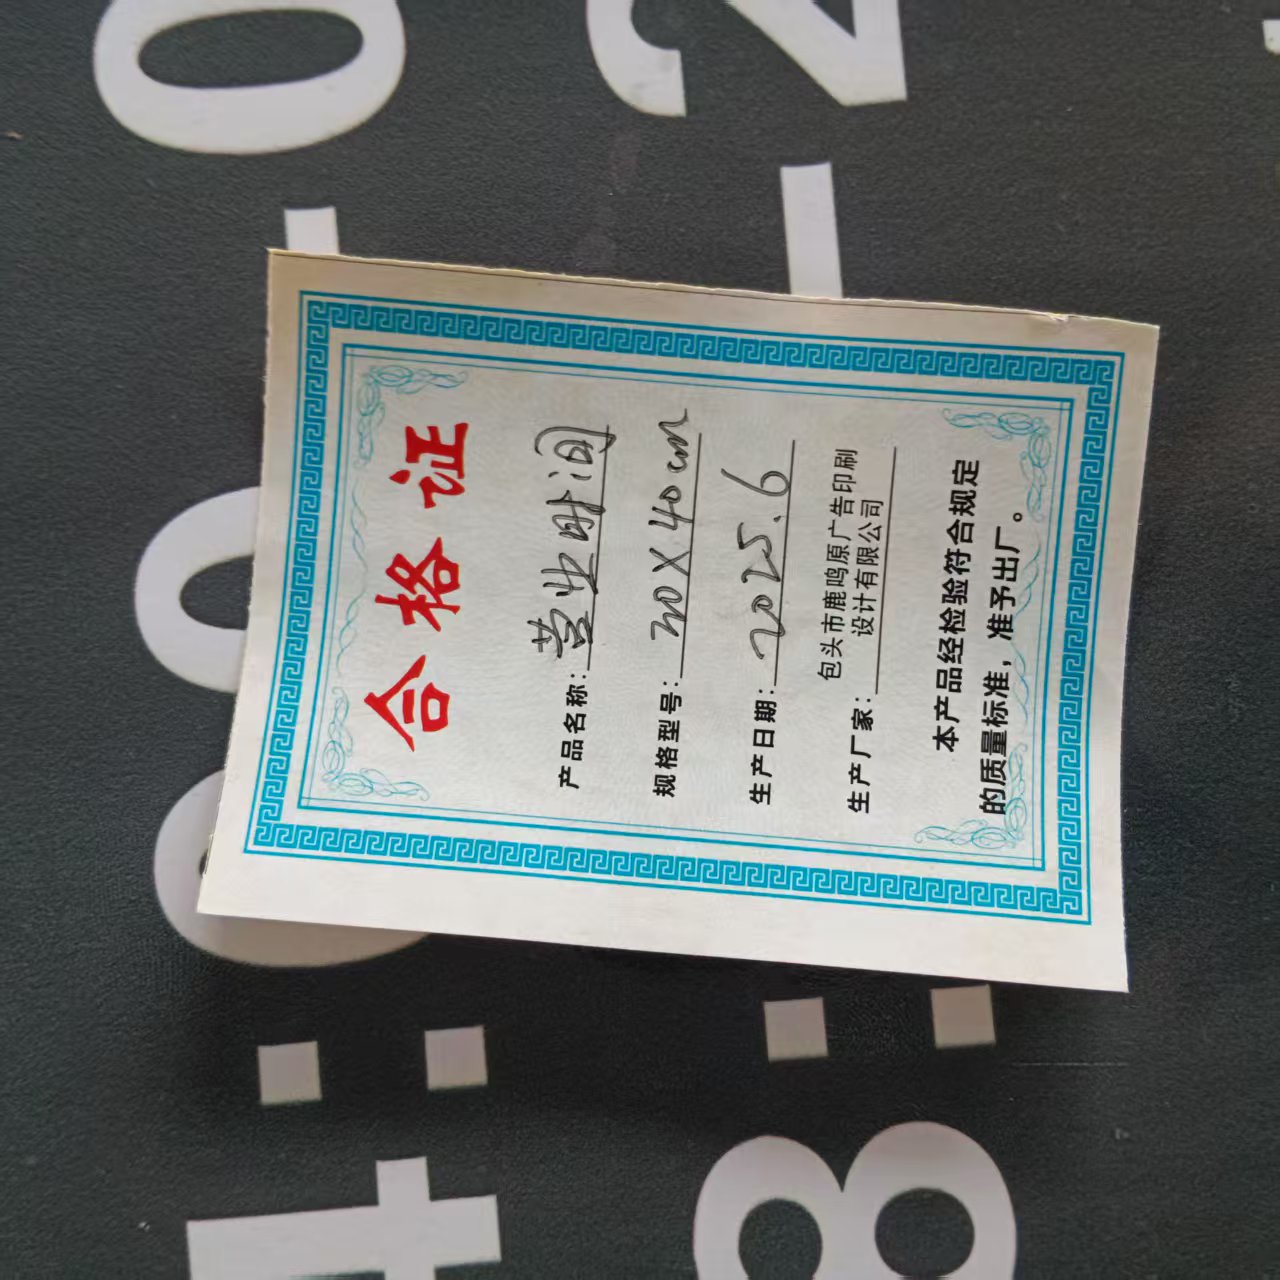 合格证
产品名称：营业时间
规格型号：30X40cm
生产日期：2025.6
生产厂家：包头市鹿鸣原广告印刷
设计有限公司
本产品经检验符合规定
的质量标准，准予出厂。